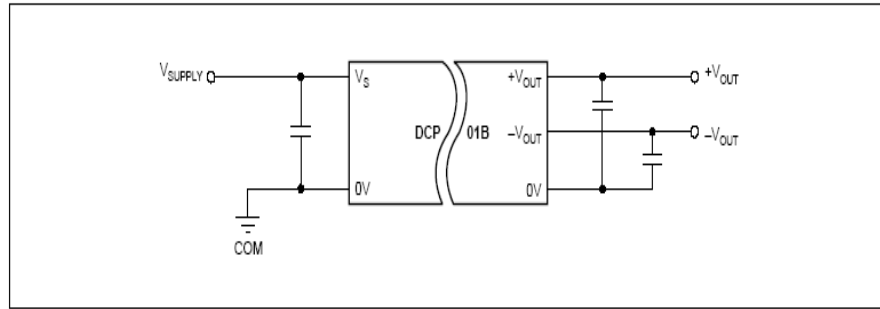 VSUPPLY
VS
+VOUT
+VOUT
DCP 01B
–VOUT
–VOUT
0V
0V
COM